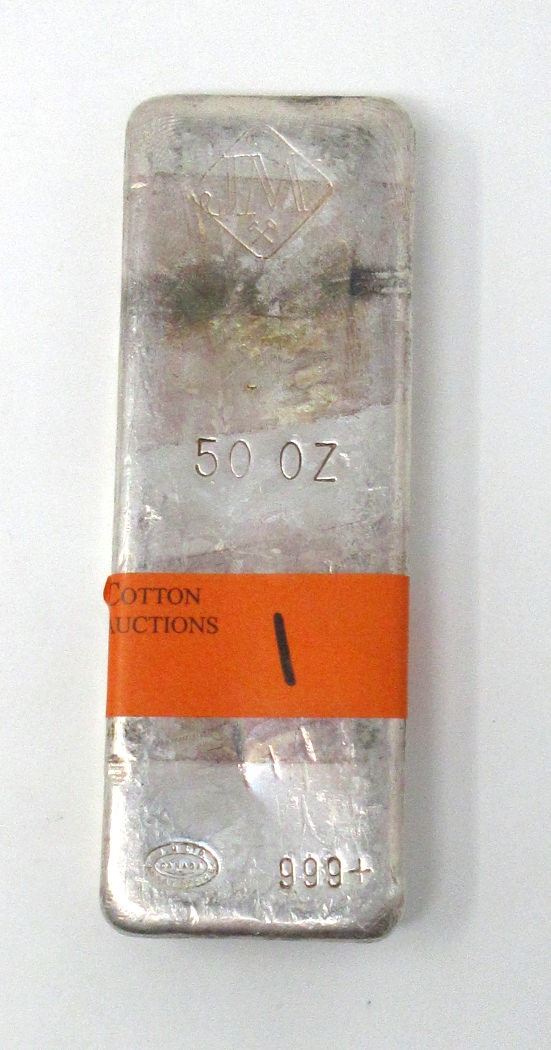 JM
50 OZ
COTTON
AUCTIONS
1
999+